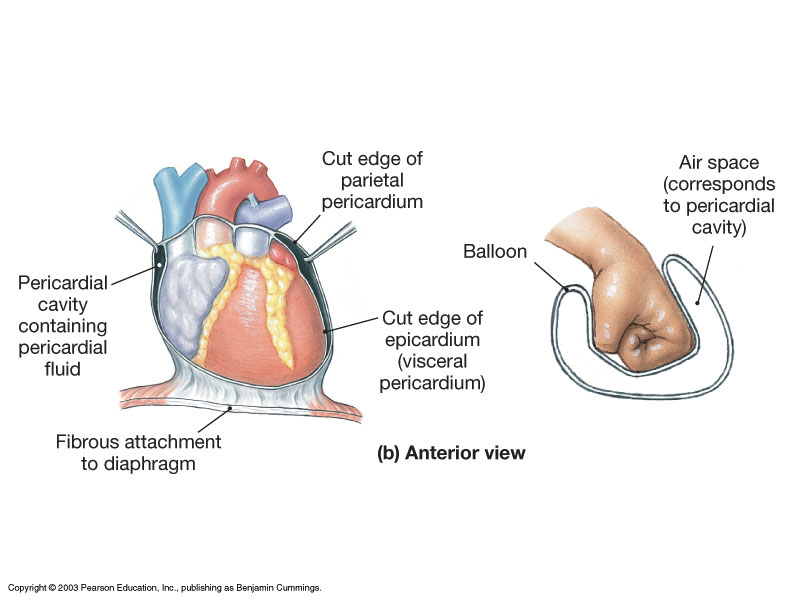 Cut edge of
parietal
pericardium
Air space
(corresponds
to pericardial
cavity)
Balloon
Pericardial
cavity
containing
pericardial
fluid
Cut edge of
epicardium
(visceral
pericardium)
Fibrous attachment
to diaphragm
(b) Anterior view
Copyright © 2003 Pearson Education, Inc., publishing as Benjamin Cummings.